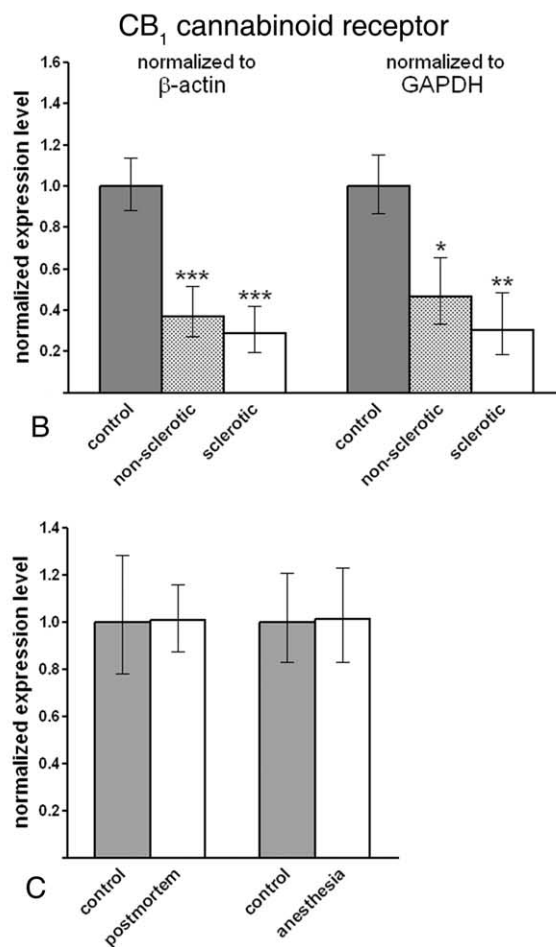 CB₁ cannabinoid receptor
normalized to
β-actin
normalized to
GAPDH
normalized expression level
1.6
1.4
1.2
1.0
0.8
0.6
0.4
0.2
***
***
*
**
control
non-sclerotic
sclerotic
control
non-sclerotic
sclerotic
B
normalized expression level
1.4
1.2
1.0
0.8
0.6
0.4
0.2
control
postmortem
control
anesthesia
C